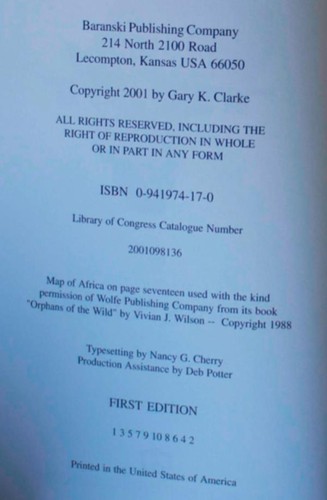 Baranski Publishing Company
214 North 2100 Road
Lecompton, Kansas USA 66050
Copyright 2001 by Gary K. Clarke
ALL RIGHTS RESERVED, INCLUDING THE
RIGHT OF REPRODUCTION IN WHOLE
OR IN PART IN ANY FORM
ISBN 0-941974-17-0
Library of Congress Catalogue Number
2001098136
Map of Africa on page seventeen used with the kind
permission of Wolfe Publishing Company from its book
"Orphans of the Wild" by Vivian J. Wilson -- Copyright 1988
Typesetting by Nancy G. Cherry
Production Assistance by Deb Potter
FIRST EDITION
1 3 5 7 9 10 8 6 4 2
Printed in the United States of America